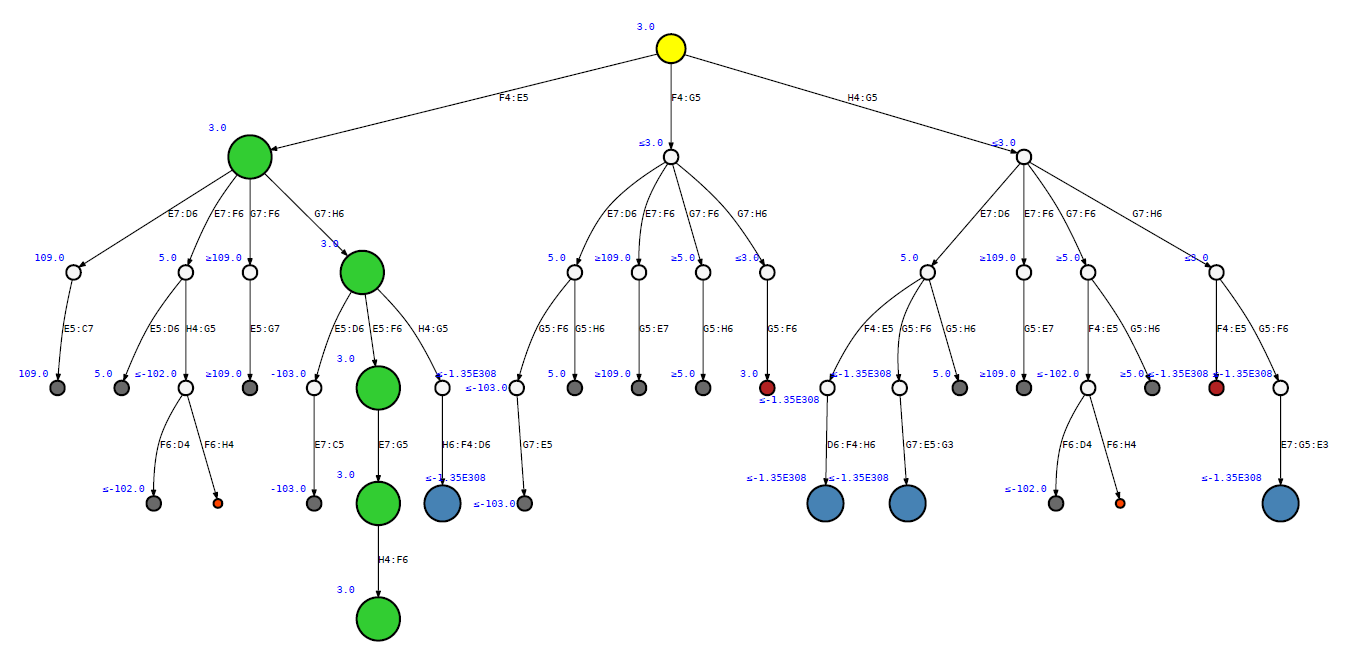 3.0
F4:E5
F4:G5
H4:G5
3.0
≤3.0
≤3.0
E7:D6
E7:F6
G7:F6
G7:H6
E7:D6
E7:F6
G7:F6
G7:H6
E7:D6
E7:F6
G7:F6
G7:H6
109.0
5.0
≥109.0
3.0
5.0
≥109.0
≥5.0
≤3.0
5.0
≥109.0
≥5.0
≤3.0
E5:C7
E5:D6
H4:G5
E5:G7
E5:D6
E5:F6
H4:G5
G5:F6
G5:H6
G5:E7
G5:H6
G5:F6
F4:E5
G5:F6
G5:H6
G5:E7
F4:E5
G5:H6
F4:E5
G5:F6
109.0
5.0
≤-102.0
≥109.0
-103.0
3.0
≤-1.35E308
≤-103.0
5.0
≥109.0
≥5.0
3.0
≤-1.35E308
≤-1.35E308
5.0
≥109.0
≤-102.0
≥5.0
≤-1.35E308
≤-1.35E308
F6:D4
F6:H4
E7:C5
E7:G5
H6:F4:D6
G7:E5
D6:F4:H6
G7:E5:G3
F6:D4
F6:H4
E7:G5:E3
≤-102.0
-103.0
3.0
≤-1.35E308
≤-103.0
≤-1.35E308
≤-1.35E308
≤-102.0
≤-1.35E308
H4:F6
3.0